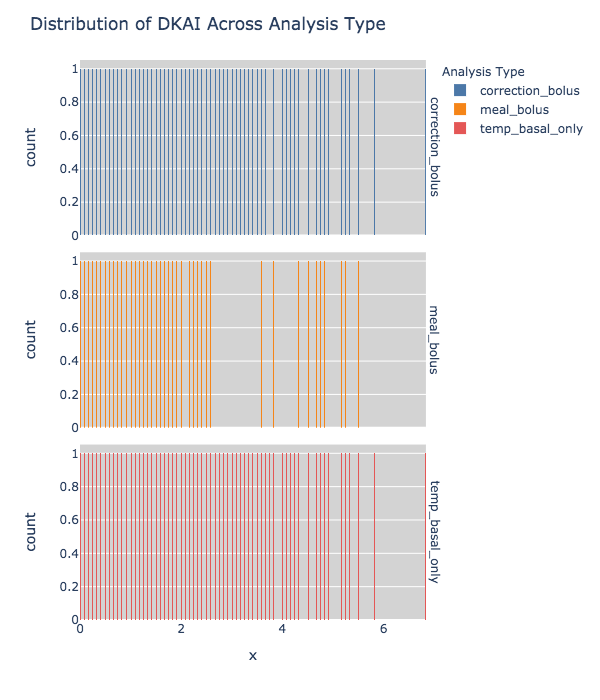 Distribution of DKAI Across Analysis Type
Analysis Type
correction_bolus
meal_bolus
temp_basal_only
1
0.8
0.6
0.4
0.2
0
count
correction_bolus
1
0.8
0.6
0.4
0.2
0
count
meal_bolus
1
0.8
0.6
0.4
0.2
0
count
temp_basal_only
0 2 4 6
x